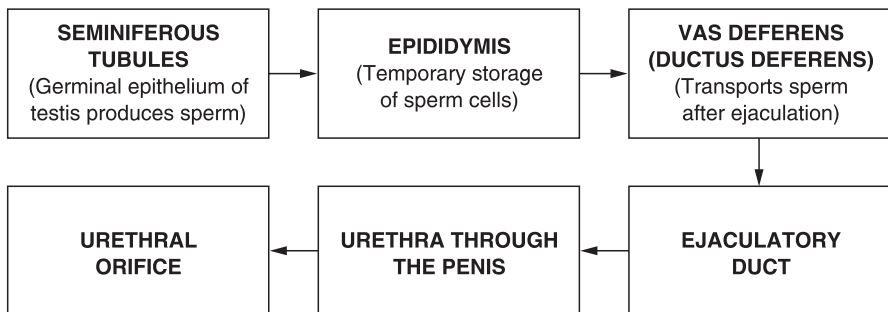 SEMINIFEROUS
TUBULES
(Germinal epithelium of
testis produces sperm)
EPIDIDYMIS
(Temporary storage
of sperm cells)
VAS DEFERENS
(DUCTUS DEFERENS)
(Transports sperm
after ejaculation)
EJACULATORY
DUCT
URETHRA THROUGH
THE PENIS
URETHRAL
ORIFICE